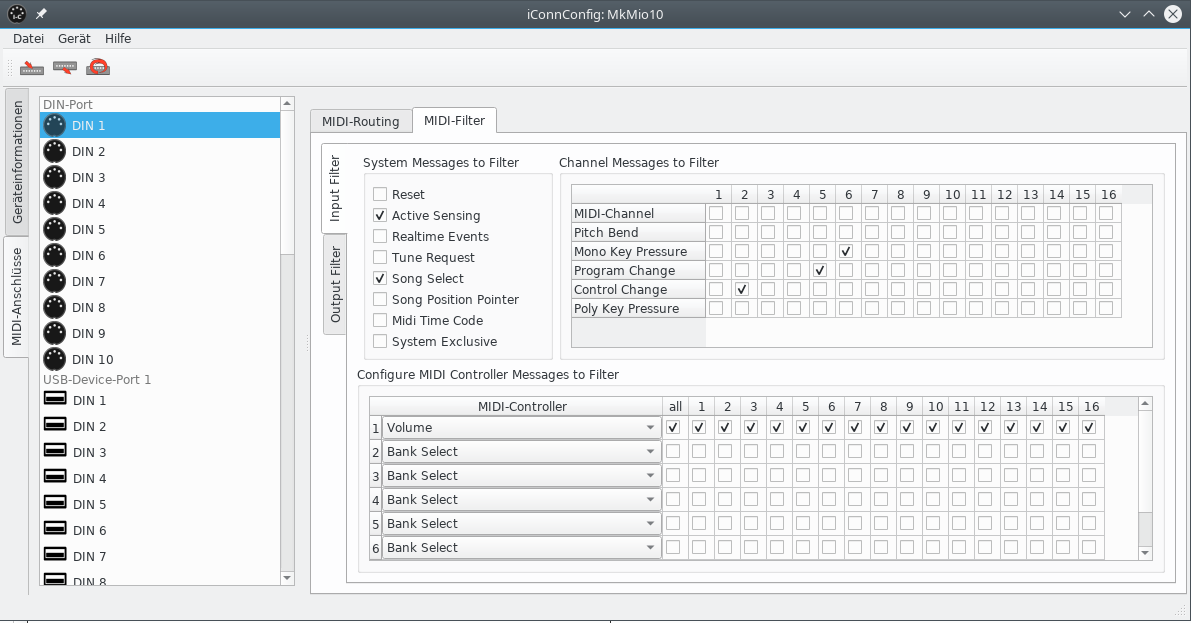 iConnConfig: MkMio10
Datei Gerät Hilfe
Geräteinformationen
MIDI-Anschlüsse
DIN-Port
DIN 1
DIN 2
DIN 3
DIN 4
DIN 5
DIN 6
DIN 7
DIN 8
DIN 9
DIN 10
USB-Device-Port 1
DIN 1
DIN 2
DIN 3
DIN 4
DIN 5
DIN 6
DIN 7
DIN 8
MIDI-Routing MIDI-Filter
Input Filter
Output Filter
System Messages to Filter
Reset
Active Sensing
Realtime Events
Tune Request
Song Select
Song Position Pointer
Midi Time Code
System Exclusive
Channel Messages to Filter
1 2 3 4 5 6 7 8 9 10 11 12 13 14 15 16
MIDI-Channel
Pitch Bend
Mono Key Pressure
Program Change
Control Change
Poly Key Pressure
Configure MIDI Controller Messages to Filter
MIDI-Controller all 1 2 3 4 5 6 7 8 9 10 11 12 13 14 15 16
1 Volume
2 Bank Select
3 Bank Select
4 Bank Select
5 Bank Select
6 Bank Select